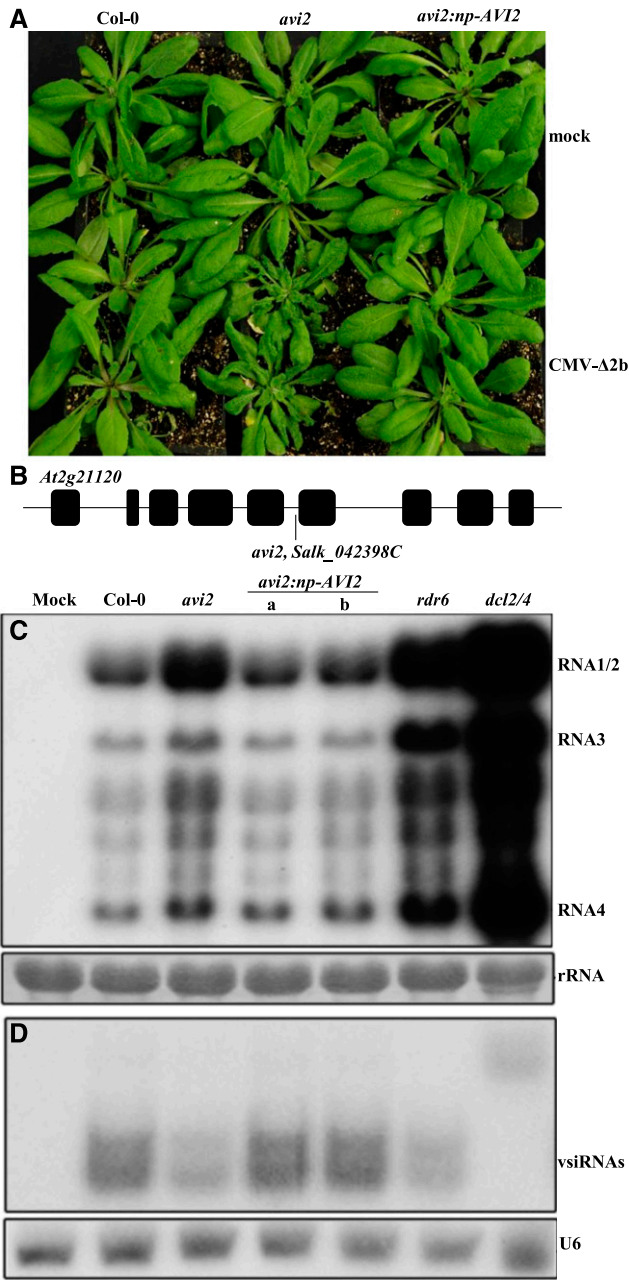 A
Col-0 avi2 avi2:np-AVI2
mock
CMV-Δ2b
B
At2g21120
avi2, Salk_042398C
avi2:np-AVI2
Mock Col-0 avi2 a b rdr6 dcl2/4
C
RNA1/2
RNA3
RNA4
rRNA
D
vsiRNAs
U6